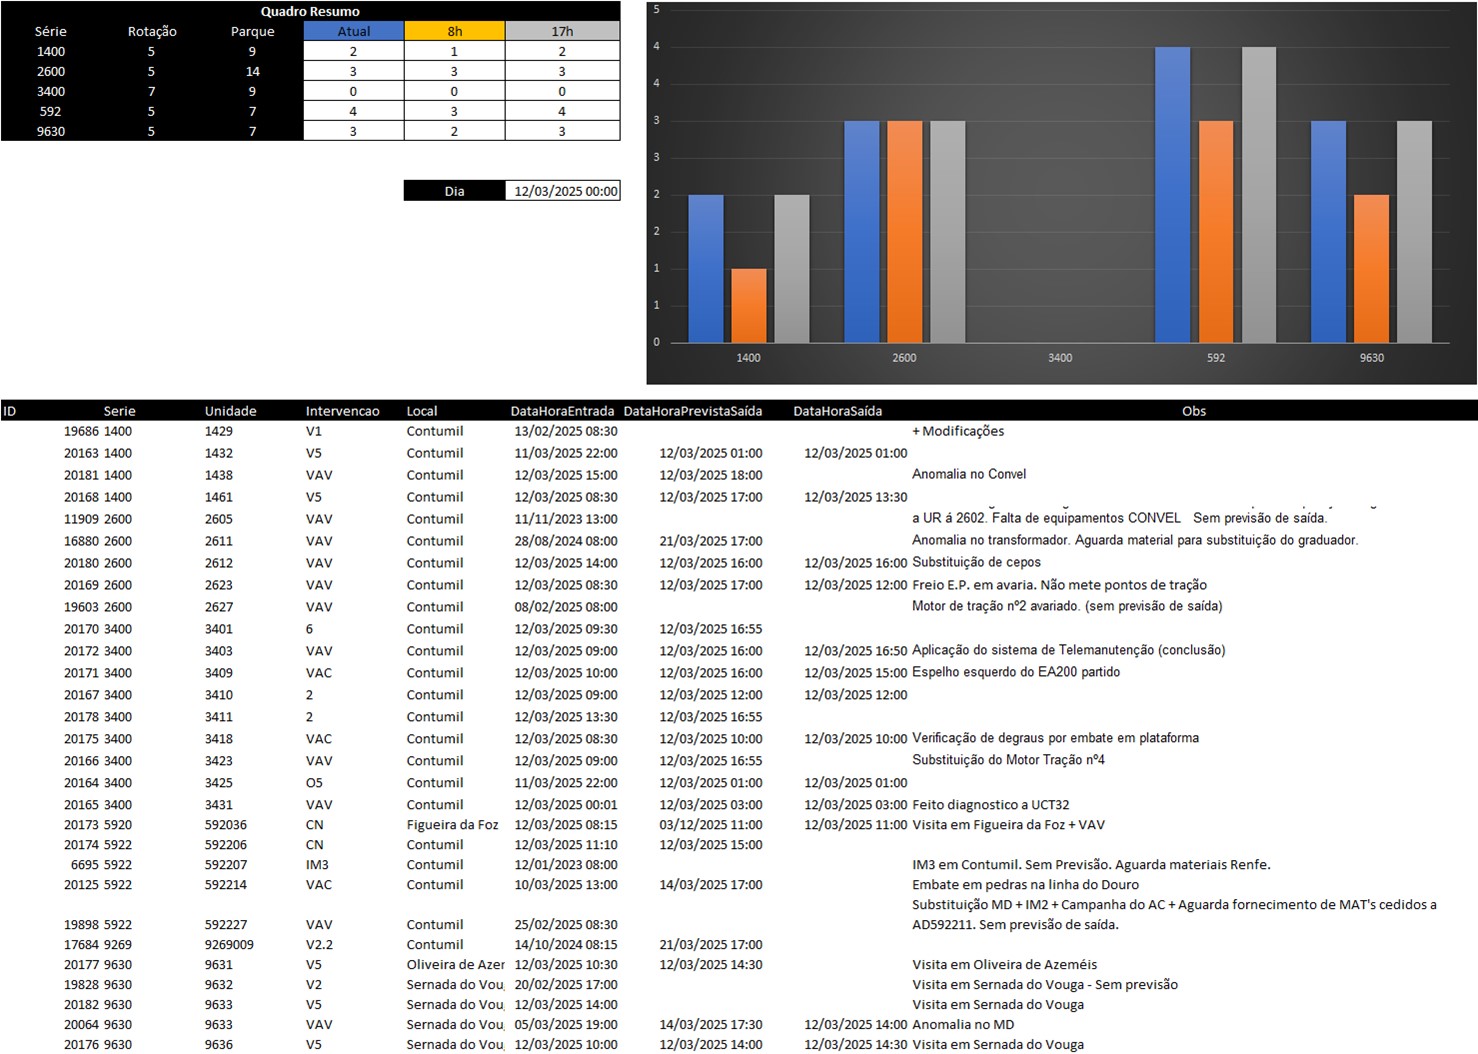 Quadro Resumo
Série Rotação Parque Atual 8h 17h
1400 5 9 2 1 2
2600 5 14 3 3 3
3400 7 9 0 0 0
592 5 7 4 3 4
9630 5 7 3 2 3
Dia 12/03/2025 00:00
5
4
4
3
3
2
2
1
1
0
1400 2600 3400 592 9630
ID Serie Unidade Intervencao Local DataHoraEntrada DataHoraPrevistaSaída DataHoraSaída Obs
19686 1400 1429 V1 Contumil 13/02/2025 08:30 + Modificações
20163 1400 1432 V5 Contumil 11/03/2025 22:00 12/03/2025 01:00 12/03/2025 01:00
20181 1400 1438 VAV Contumil 12/03/2025 15:00 12/03/2025 18:00 Anomalia no Convel
20168 1400 1461 V5 Contumil 12/03/2025 08:30 12/03/2025 17:00 12/03/2025 13:30
11909 2600 2605 VAV Contumil 11/11/2023 13:00 a UR á 2602. Falta de equipamentos CONVEL Sem previsão de saída.
16880 2600 2611 VAV Contumil 28/08/2024 08:00 21/03/2025 17:00 Anomalia no transformador. Aguarda material para substituição do graduador.
20180 2600 2612 VAV Contumil 12/03/2025 14:00 12/03/2025 16:00 12/03/2025 16:00 Substituição de cepos
20169 2600 2623 VAV Contumil 12/03/2025 08:30 12/03/2025 17:00 12/03/2025 12:00 Freio E.P. em avaria. Não mete pontos de tração
19603 2600 2627 VAV Contumil 08/02/2025 08:00 Motor de tração nº2 avariado. (sem previsão de saída)
20170 3400 3401 6 Contumil 12/03/2025 09:30 12/03/2025 16:55
20172 3400 3403 VAV Contumil 12/03/2025 09:00 12/03/2025 16:00 12/03/2025 16:50 Aplicação do sistema de Telemanutenção (conclusão)
20171 3400 3409 VAC Contumil 12/03/2025 10:00 12/03/2025 16:00 12/03/2025 15:00 Espelho esquerdo do EA200 partido
20167 3400 3410 2 Contumil 12/03/2025 09:00 12/03/2025 12:00 12/03/2025 12:00
20178 3400 3411 2 Contumil 12/03/2025 13:30 12/03/2025 16:55
20175 3400 3418 VAC Contumil 12/03/2025 08:30 12/03/2025 10:00 12/03/2025 10:00 Verificação de degraus por embate em plataforma
20166 3400 3423 VAV Contumil 12/03/2025 09:00 12/03/2025 16:55 Substituição do Motor Tração nº4
20164 3400 3425 O5 Contumil 11/03/2025 22:00 12/03/2025 01:00 12/03/2025 01:00
20165 3400 3431 VAV Contumil 12/03/2025 00:01 12/03/2025 03:00 12/03/2025 03:00 Feito diagnostico a UCT32
20173 5920 592036 CN Figueira da Foz 12/03/2025 08:15 03/12/2025 11:00 12/03/2025 11:00 Visita em Figueira da Foz + VAV
20174 5922 592206 CN Contumil 12/03/2025 11:10 12/03/2025 15:00
6695 5922 592207 IM3 Contumil 12/01/2023 08:00 IM3 em Contumil. Sem Previsão. Aguarda materiais Renfe.
20125 5922 592214 VAC Contumil 10/03/2025 13:00 14/03/2025 17:00 Embate em pedras na linha do Douro
Substituição MD + IM2 + Campanha do AC + Aguarda fornecimento de MAT's cedidos a
19898 5922 592227 VAV Contumil 25/02/2025 08:30 AD592211. Sem previsão de saída.
17684 9269 9269009 V2.2 Contumil 14/10/2024 08:15 21/03/2025 17:00
20177 9630 9631 V5 Oliveira de Azer 12/03/2025 10:30 12/03/2025 14:30 Visita em Oliveira de Azeméis
19828 9630 9632 V2 Sernada do Vou 20/02/2025 17:00 Visita em Sernada do Vouga - Sem previsão
20182 9630 9633 V5 Sernada do Vou 12/03/2025 14:00 Visita em Sernada do Vouga
20064 9630 9633 VAV Sernada do Vou 05/03/2025 19:00 14/03/2025 17:30 12/03/2025 14:00 Anomalia no MD
20176 9630 9636 V5 Sernada do Vou 12/03/2025 10:00 12/03/2025 14:00 12/03/2025 14:30 Visita em Sernada do Vouga